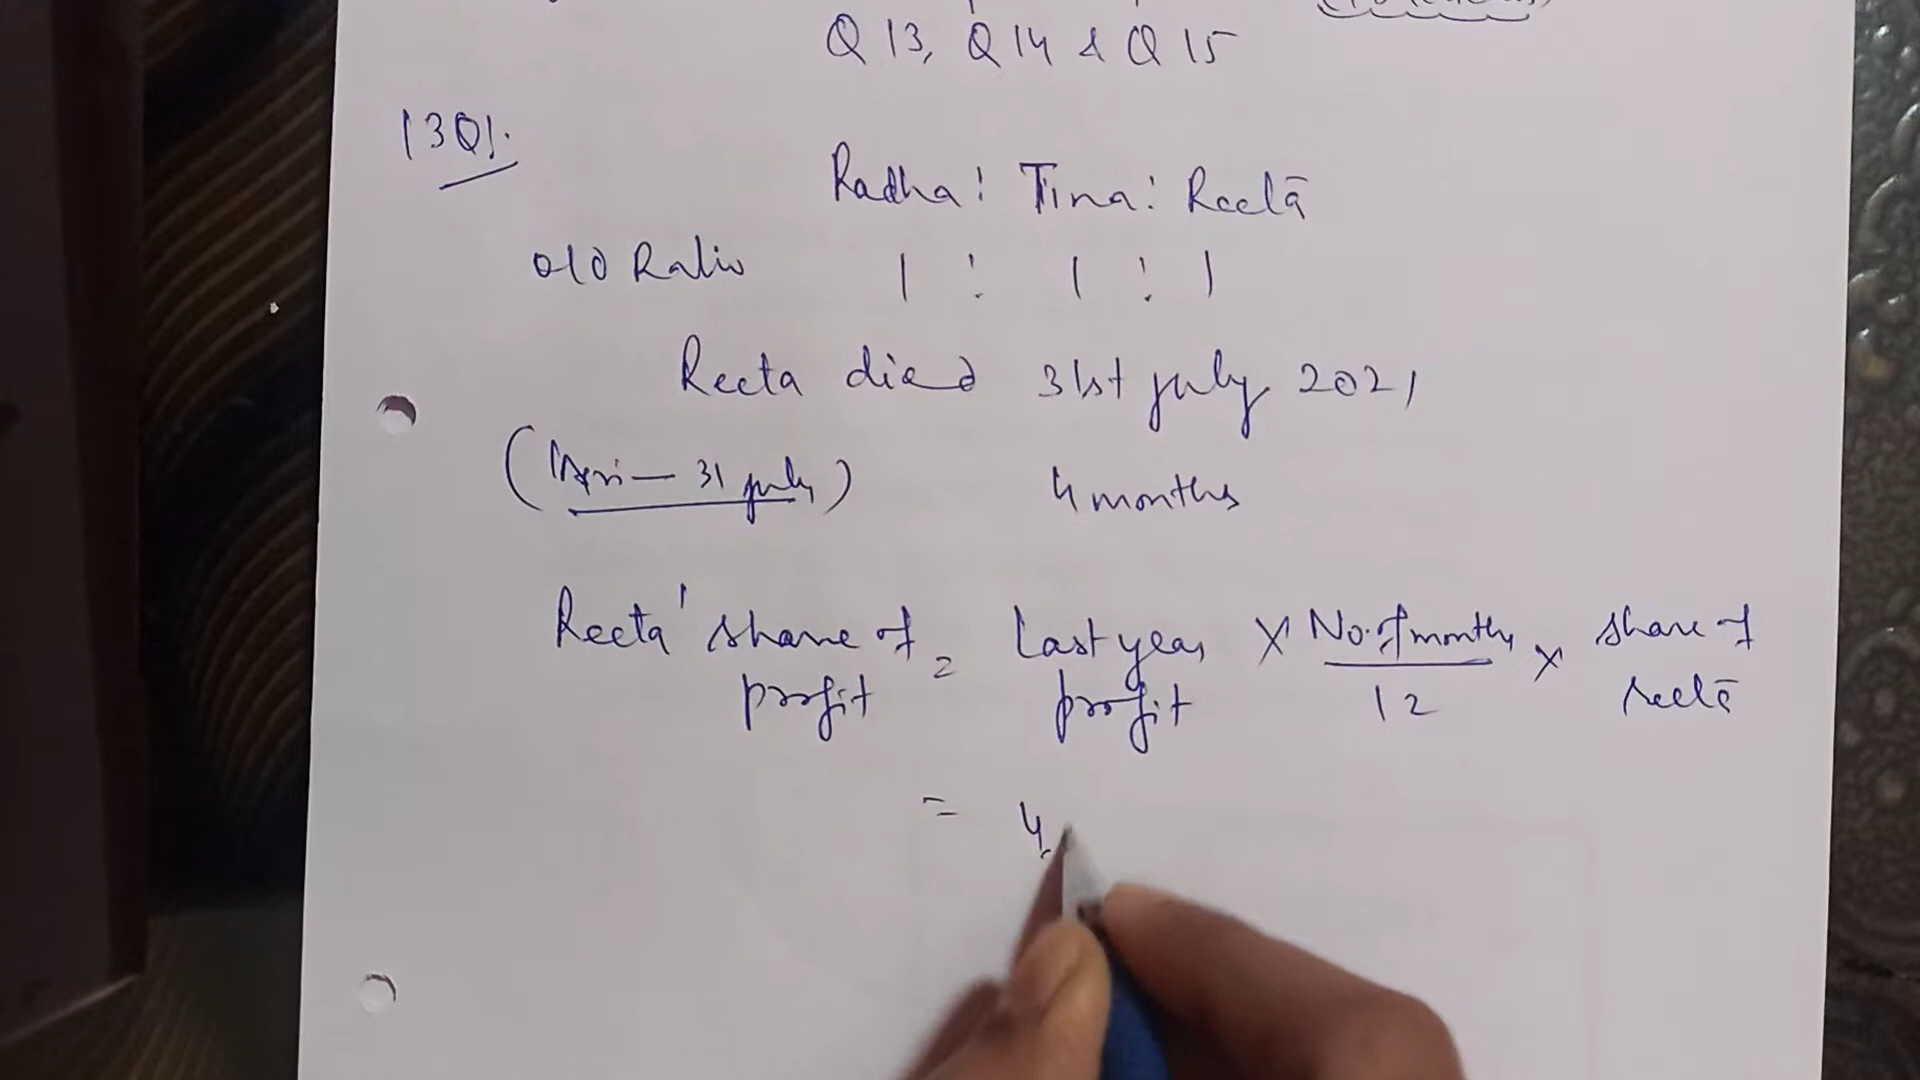 Q 13, Q 14 & Q 15
13Q).
Radha : Tina : Reeta
old Ratio 1 : 1 : 1
Reeta died 31st july 2021
31 july) 4 months
Reeta' share of profit = Last year profit X No. of months / 12 X share of reeta
= 4